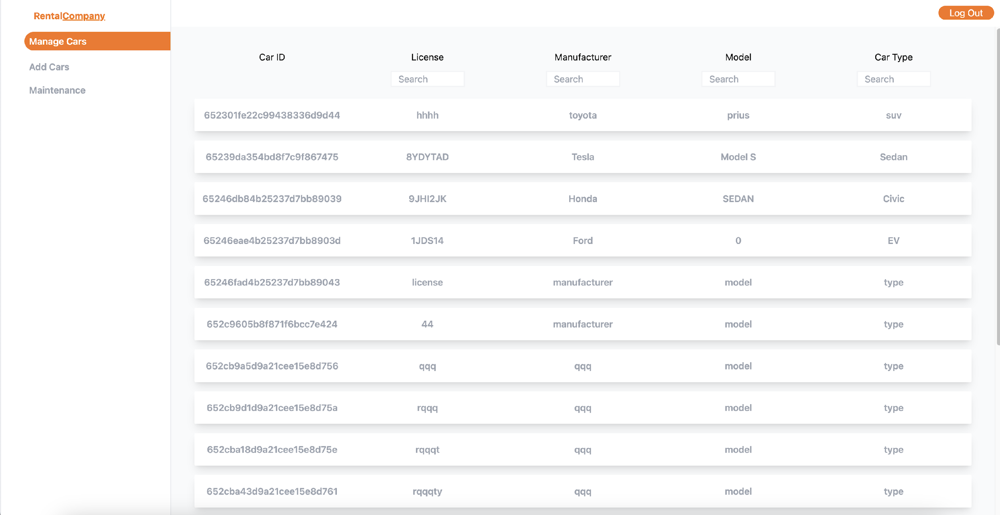 RentalCompany
Log Out
Manage Cars
Add Cars
Maintenance
Car ID License Manufacturer Model Car Type
Search Search Search Search
652301fe22c99438336d9d44 hhhh toyota prius suv
65239da354bd8f7c9f867475 8YDYTAD Tesla Model S Sedan
65246db84b25237d7bb89039 9JHI2JK Honda SEDAN Civic
65246eae4b25237d7bb8903d 1JDS14 Ford 0 EV
65246fad4b25237d7bb89043 license manufacturer model type
652c9605b8f871f6bcc7e424 44 manufacturer model type
652cb9a5d9a21cee15e8d756 qqq qqq model type
652cb9d1d9a21cee15e8d75a rqqq qqq model type
652cba18d9a21cee15e8d75e rqqqt qqq model type
652cba43d9a21cee15e8d761 rqqqty qqq model type